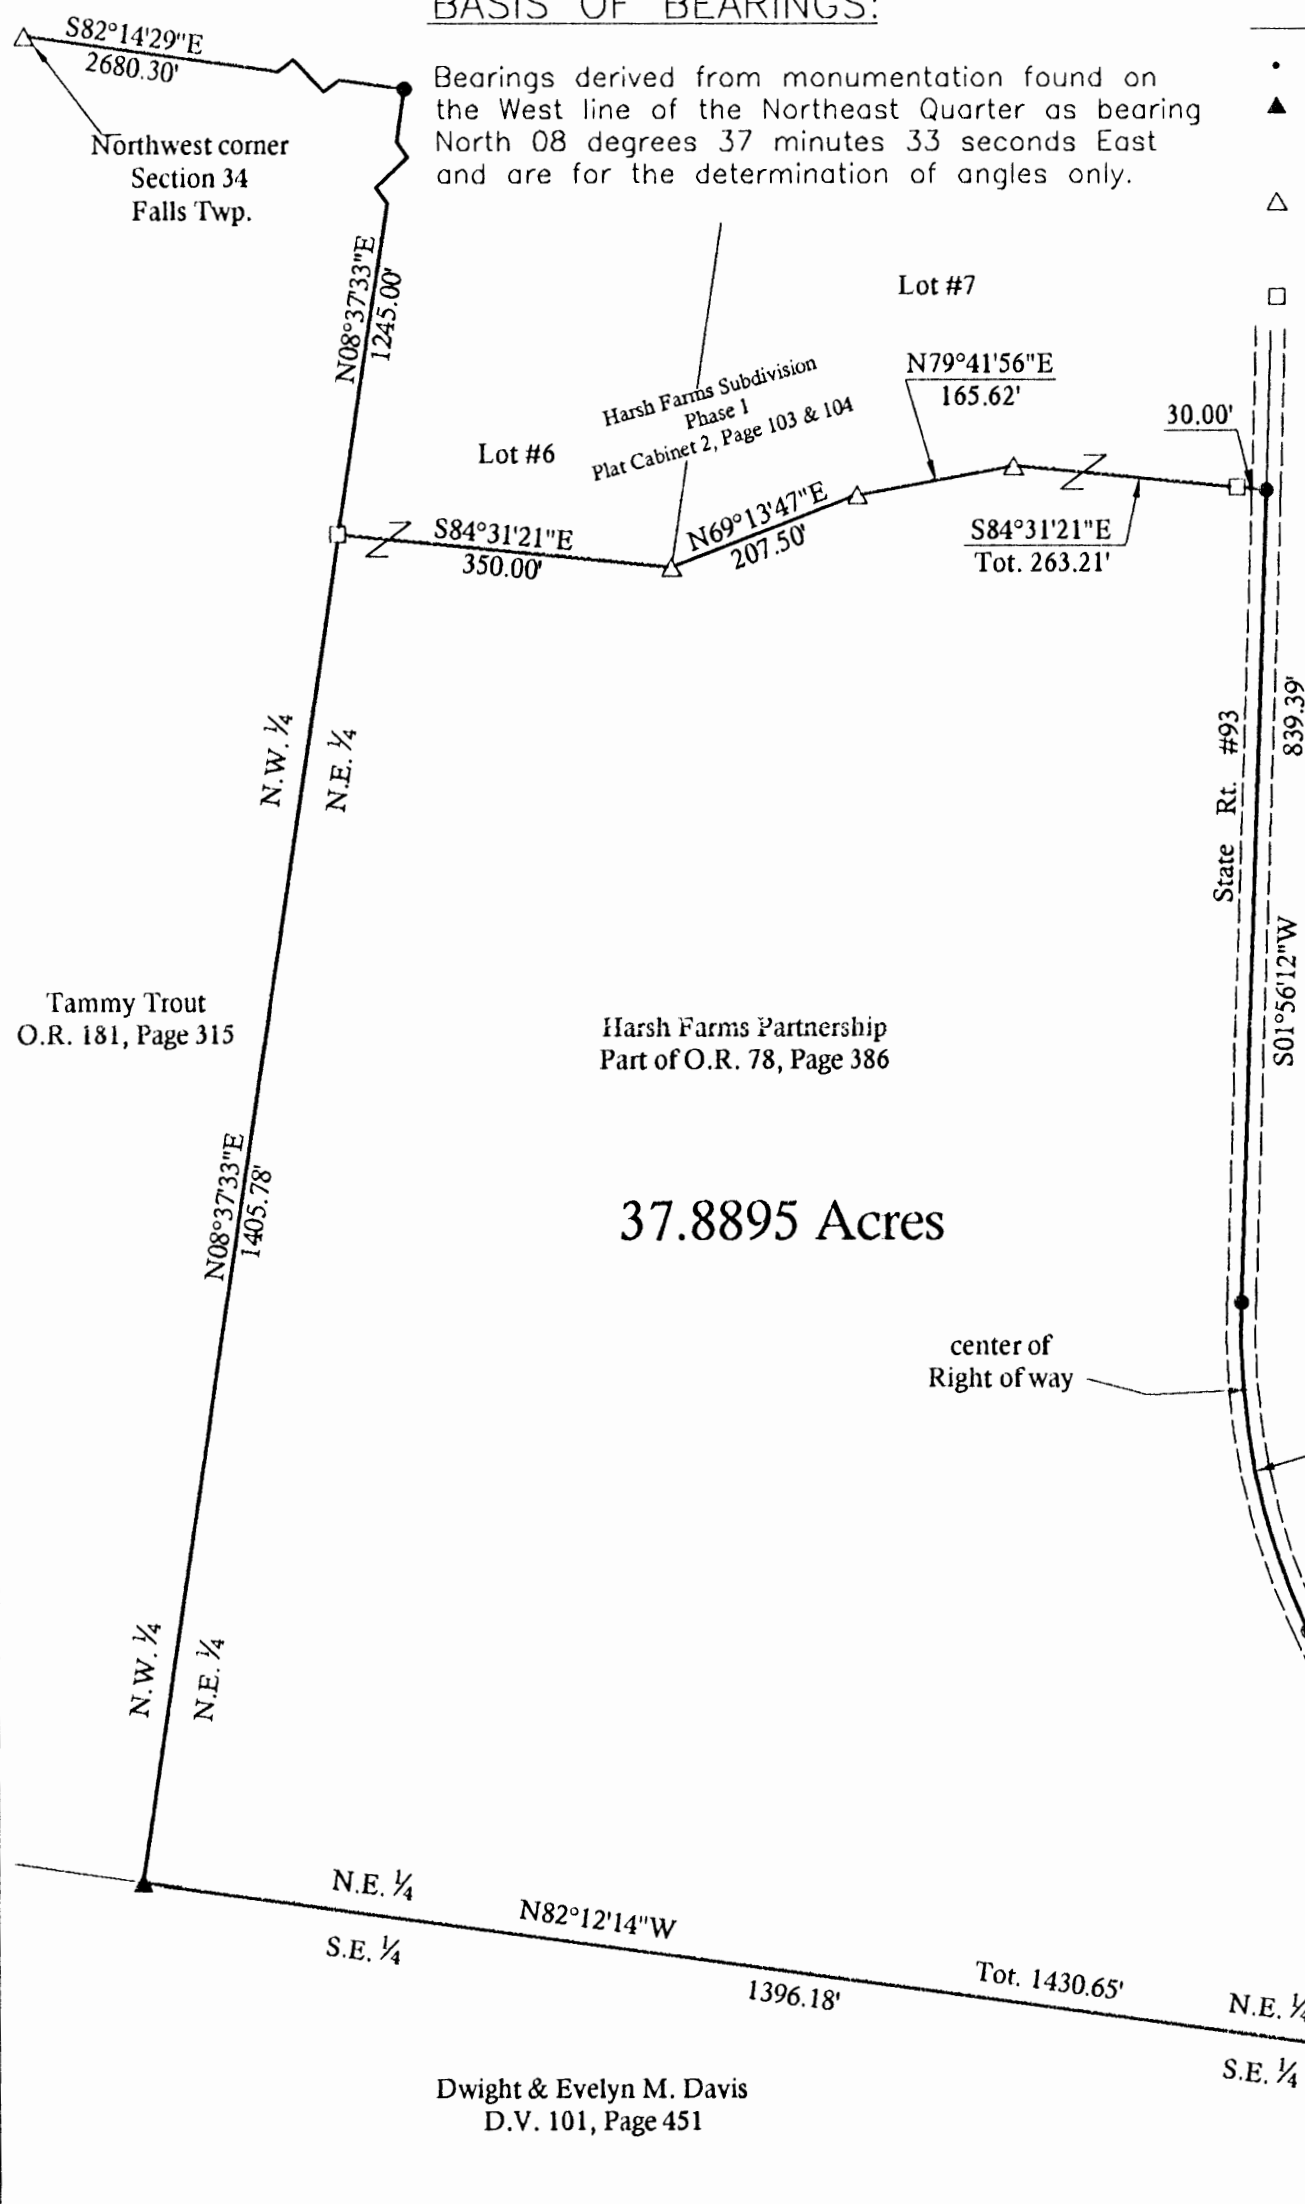 BASIS OF BEARINGS:
S82°14'29"E
2680.30'
Bearings derived from monumentation found on
the West line of the Northeast Quarter as bearing
North 08 degrees 37 minutes 33 seconds East
and are for the determination of angles only.
Northwest corner
Section 34
Falls Twp.
N08°37'33"E
1245.00'
Lot #7
Harsh Farms Subdivision
Phase 1
Plat Cabinet 2, Page 103 & 104
N79°41'56"E
165.62'
30.00'
Lot #6
S84°31'21"E
350.00'
N69°13'47"E
207.50'
S84°31'21"E
Tot. 263.21'
N.W. ¼
N.E. ¼
State Rt. #93
839.39'
S01°56'12"W
Tammy Trout
O.R. 181, Page 315
Harsh Farms Partnership
Part of O.R. 78, Page 386
N08°37'33"E
1405.78'
37.8895 Acres
center of
Right of way
N.W. ¼
N.E. ¼
N.E. ¼
S.E. ¼
N82°12'14"W
1396.18'
Tot. 1430.65'
N.E. ¼
S.E. ¼
Dwight & Evelyn M. Davis
D.V. 101, Page 451